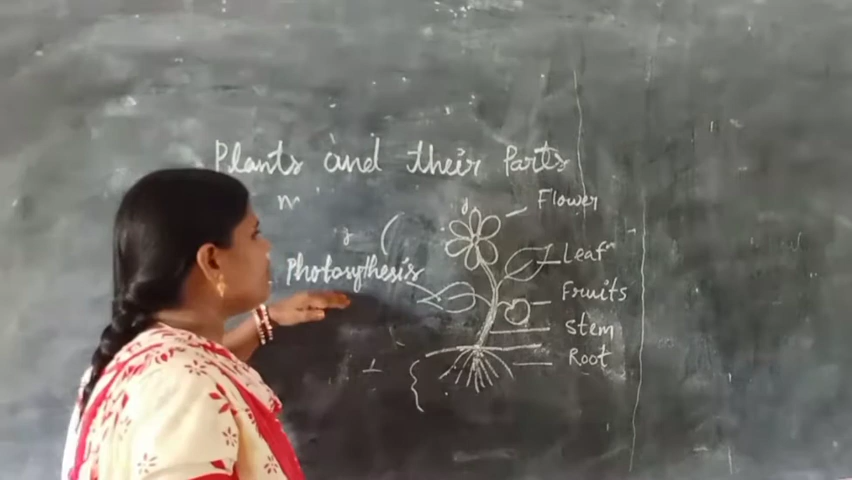 Plants and their Parts
Flower
Leaf
Photosythesis
Fruits
Stem
Root